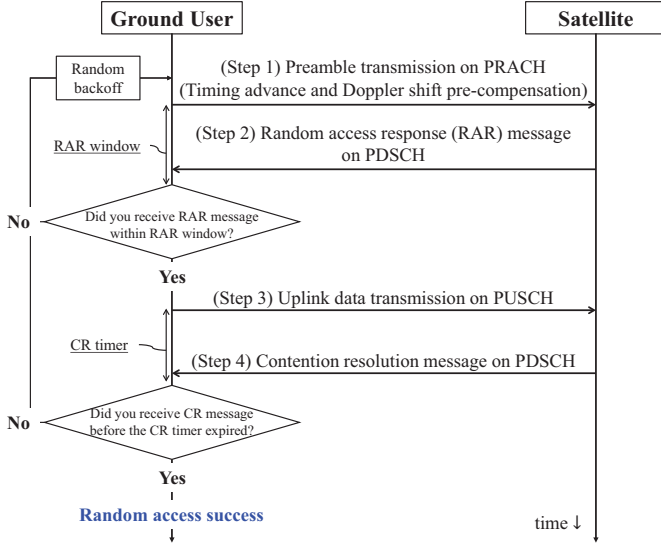 Ground User
Satellite
Random
backoff
(Step 1) Preamble transmission on PRACH
(Timing advance and Doppler shift pre-compensation)
(Step 2) Random access response (RAR) message
on PDSCH
RAR window
Did you receive RAR message
within RAR window?
No
Yes
(Step 3) Uplink data transmission on PUSCH
CR timer
(Step 4) Contention resolution message on PDSCH
Did you receive CR message
before the CR timer expired?
No
Yes
Random access success
time ↓